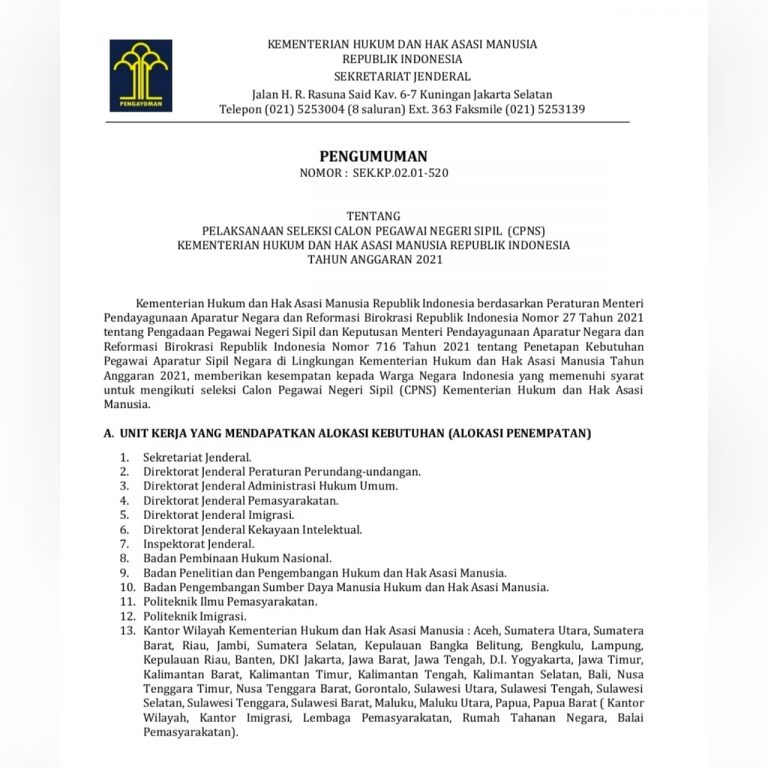 PENGAYOMAN
KEMENTERIAN HUKUM DAN HAK ASASI MANUSIA
REPUBLIK INDONESIA
SEKRETARIAT JENDERAL
Jalan H. R. Rasuna Said Kav. 6-7 Kuningan Jakarta Selatan
Telepon (021) 5253004 (8 saluran) Ext. 363 Faksmile (021) 5253139
PENGUMUMAN
NOMOR : SEK.KP.02.01-520
TENTANG
PELAKSANAAN SELEKSI CALON PEGAWAI NEGERI SIPIL (CPNS)
KEMENTERIAN HUKUM DAN HAK ASASI MANUSIA REPUBLIK INDONESIA
TAHUN ANGGARAN 2021
Kementerian Hukum dan Hak Asasi Manusia Republik Indonesia berdasarkan Peraturan Menteri
Pendayagunaan Aparatur Negara dan Reformasi Birokrasi Republik Indonesia Nomor 27 Tahun 2021
tentang Pengadaan Pegawai Negeri Sipil dan Keputusan Menteri Pendayagunaan Aparatur Negara dan
Reformasi Birokrasi Republik Indonesia Nomor 716 Tahun 2021 tentang Penetapan Kebutuhan
Pegawai Aparatur Sipil Negara di Lingkungan Kementerian Hukum dan Hak Asasi Manusia Tahun
Anggaran 2021, memberikan kesempatan kepada Warga Negara Indonesia yang memenuhi syarat
untuk mengikuti seleksi Calon Pegawai Negeri Sipil (CPNS) Kementerian Hukum dan Hak Asasi
Manusia.
A. UNIT KERJA YANG MENDAPATKAN ALOKASI KEBUTUHAN (ALOKASI PENEMPATAN)
1. Sekretariat Jenderal.
2. Direktorat Jenderal Peraturan Perundang-undangan.
3. Direktorat Jenderal Administrasi Hukum Umum.
4. Direktorat Jenderal Pemasyarakatan.
5. Direktorat Jenderal Imigrasi.
6. Direktorat Jenderal Kekayaan Intelektual.
7. Inspektorat Jenderal.
8. Badan Pembinaan Hukum Nasional.
9. Badan Penelitian dan Pengembangan Hukum dan Hak Asasi Manusia.
10. Badan Pengembangan Sumber Daya Manusia Hukum dan Hak Asasi Manusia.
11. Politeknik Ilmu Pemasyarakatan.
12. Politeknik Imigrasi.
13. Kantor Wilayah Kementerian Hukum dan Hak Asasi Manusia : Aceh, Sumatera Utara, Sumatera
Barat, Riau, Jambi, Sumatera Selatan, Kepulauan Bangka Belitung, Bengkulu, Lampung,
Kepulauan Riau, Banten, DKI Jakarta, Jawa Barat, Jawa Tengah, D.I. Yogyakarta, Jawa Timur,
Kalimantan Barat, Kalimantan Timur, Kalimantan Tengah, Kalimantan Selatan, Bali, Nusa
Tenggara Timur, Nusa Tenggara Barat, Gorontalo, Sulawesi Utara, Sulawesi Tengah, Sulawesi
Selatan, Sulawesi Tenggara, Sulawesi Barat, Maluku, Maluku Utara, Papua, Papua Barat ( Kantor
Wilayah, Kantor Imigrasi, Lembaga Pemasyarakatan, Rumah Tahanan Negara, Balai
Pemasyarakatan).